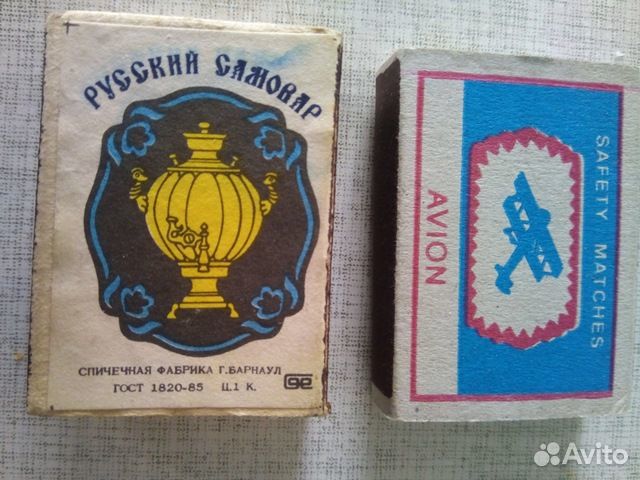 РУССКИЙ САМОВАР
СПИЧЕЧНАЯ ФАБРИКА Г.БАРНАУЛ
ГОСТ 1820-85 Ц.1 К.
SAFETY MATCHES
AVION
Avito